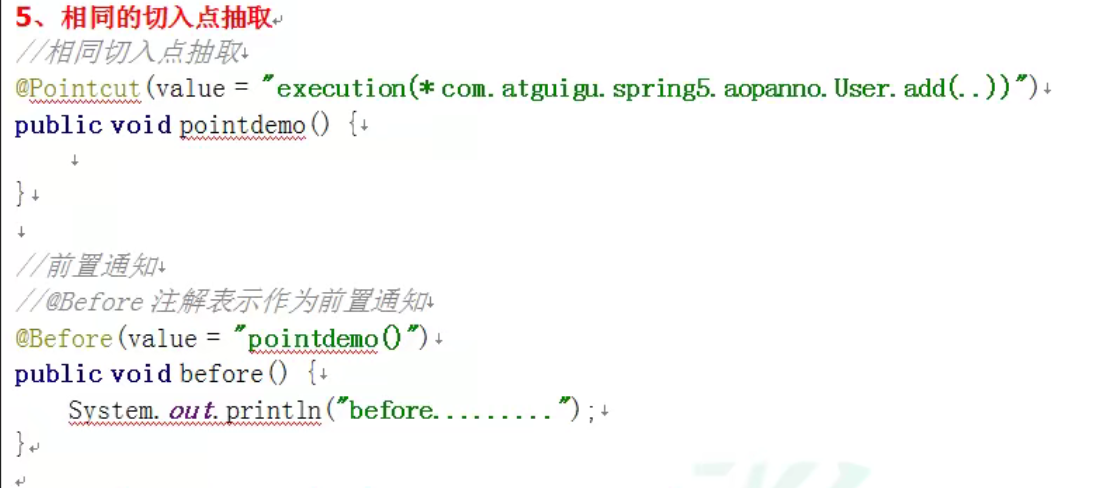 5、相同的切入点抽取
//相同切入点抽取
@Pointcut(value = "execution(* com.atguigu.spring5.aopanno.User.add(..))")
public void pointdemo() {
}
//前置通知
//@Before 注解表示作为前置通知
@Before(value = "pointdemo()")
public void before() {
System.out.println("before.........");
}